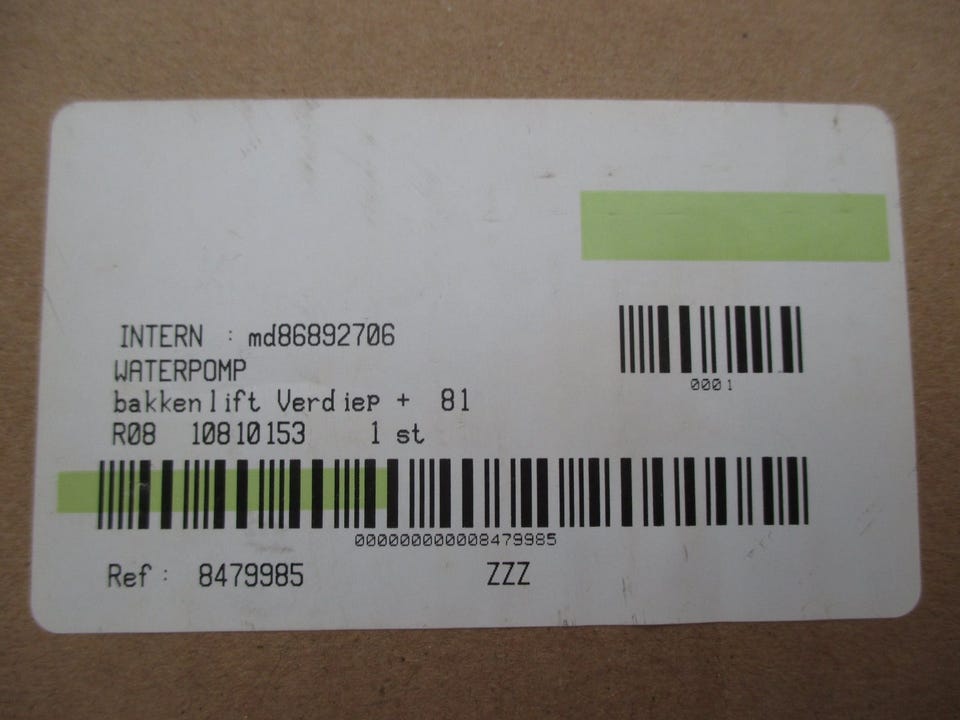 INTERN : md86892706
0001
WATERPOMP
bakkenlift Verdiep + 81
R08 10810153 1 st
000000000008479985
Ref: 8479985 ZZZ